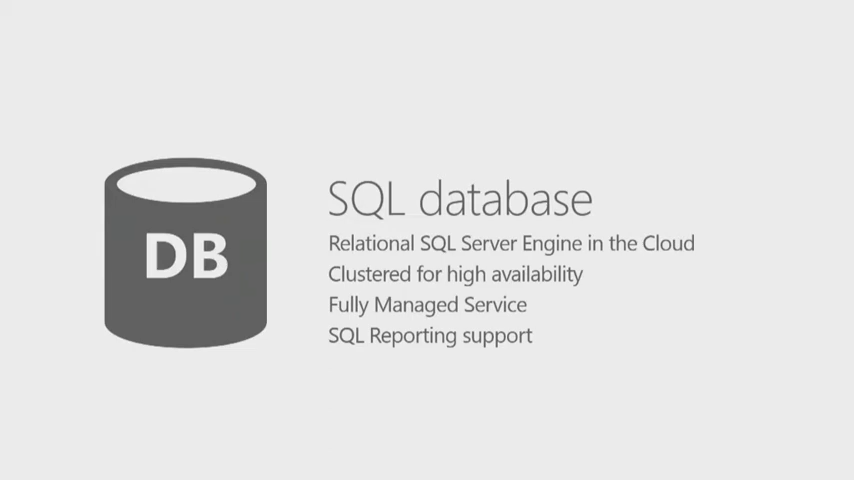 DB
SQL database
Relational SQL Server Engine in the Cloud
Clustered for high availability
Fully Managed Service
SQL Reporting support